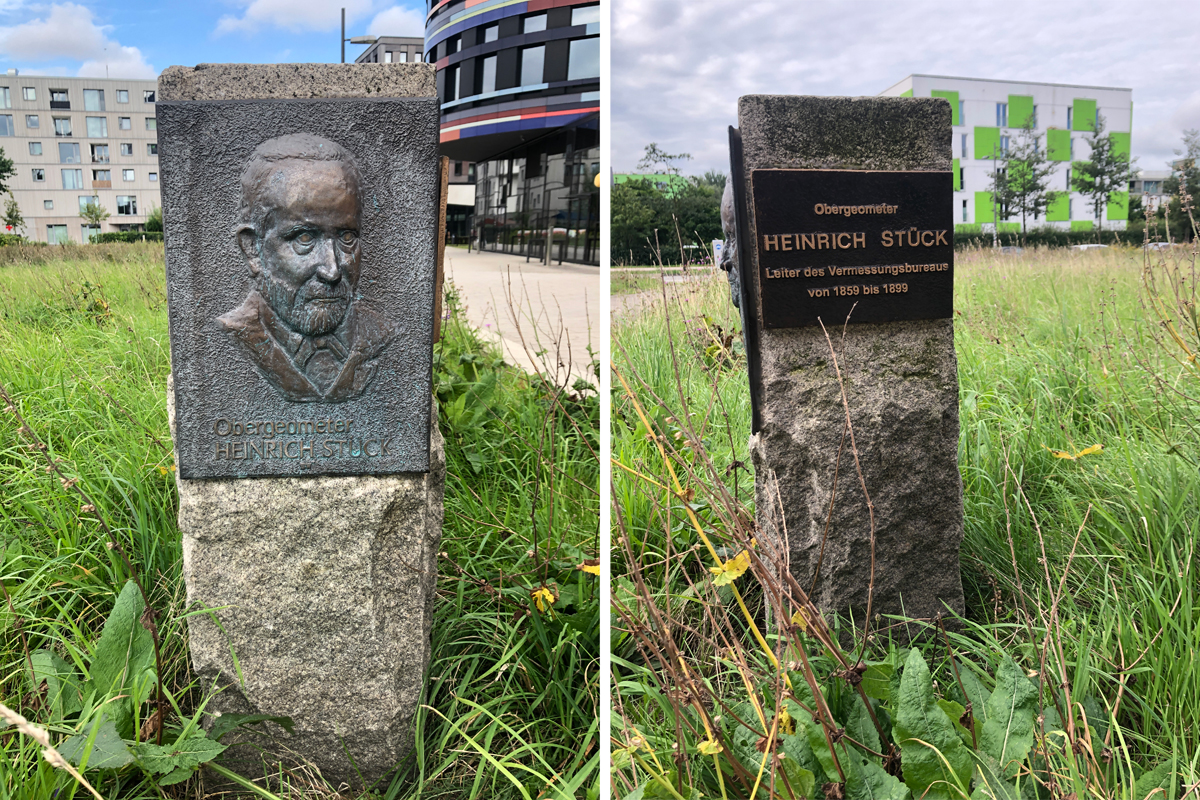 Obergeometer
HEINRICH STÜCK
Obergeometer
HEINRICH STÜCK
Leiter des Vermessungsbureaus
von 1859 bis 1899